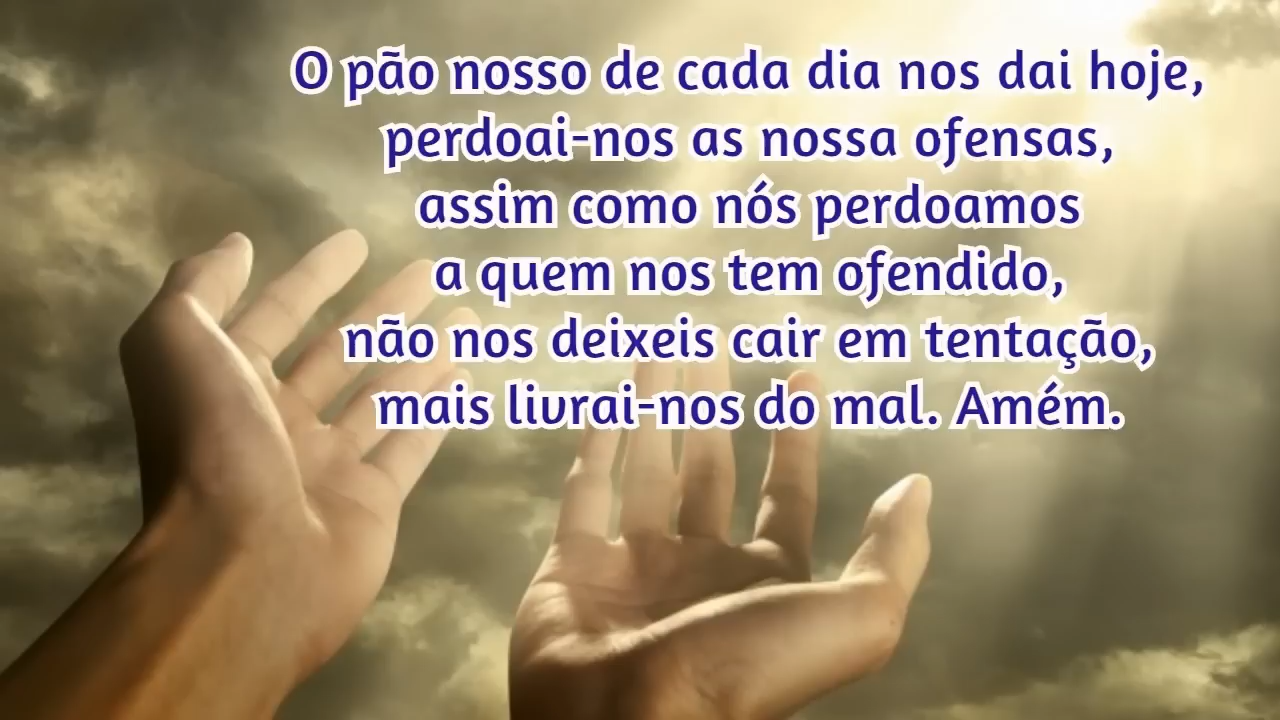 O pão nosso de cada dia nos dai hoje,
perdoai-nos as nossa ofensas,
assim como nós perdoamos
a quem nos tem ofendido,
não nos deixeis cair em tentação,
mais livrai-nos do mal. Amém.